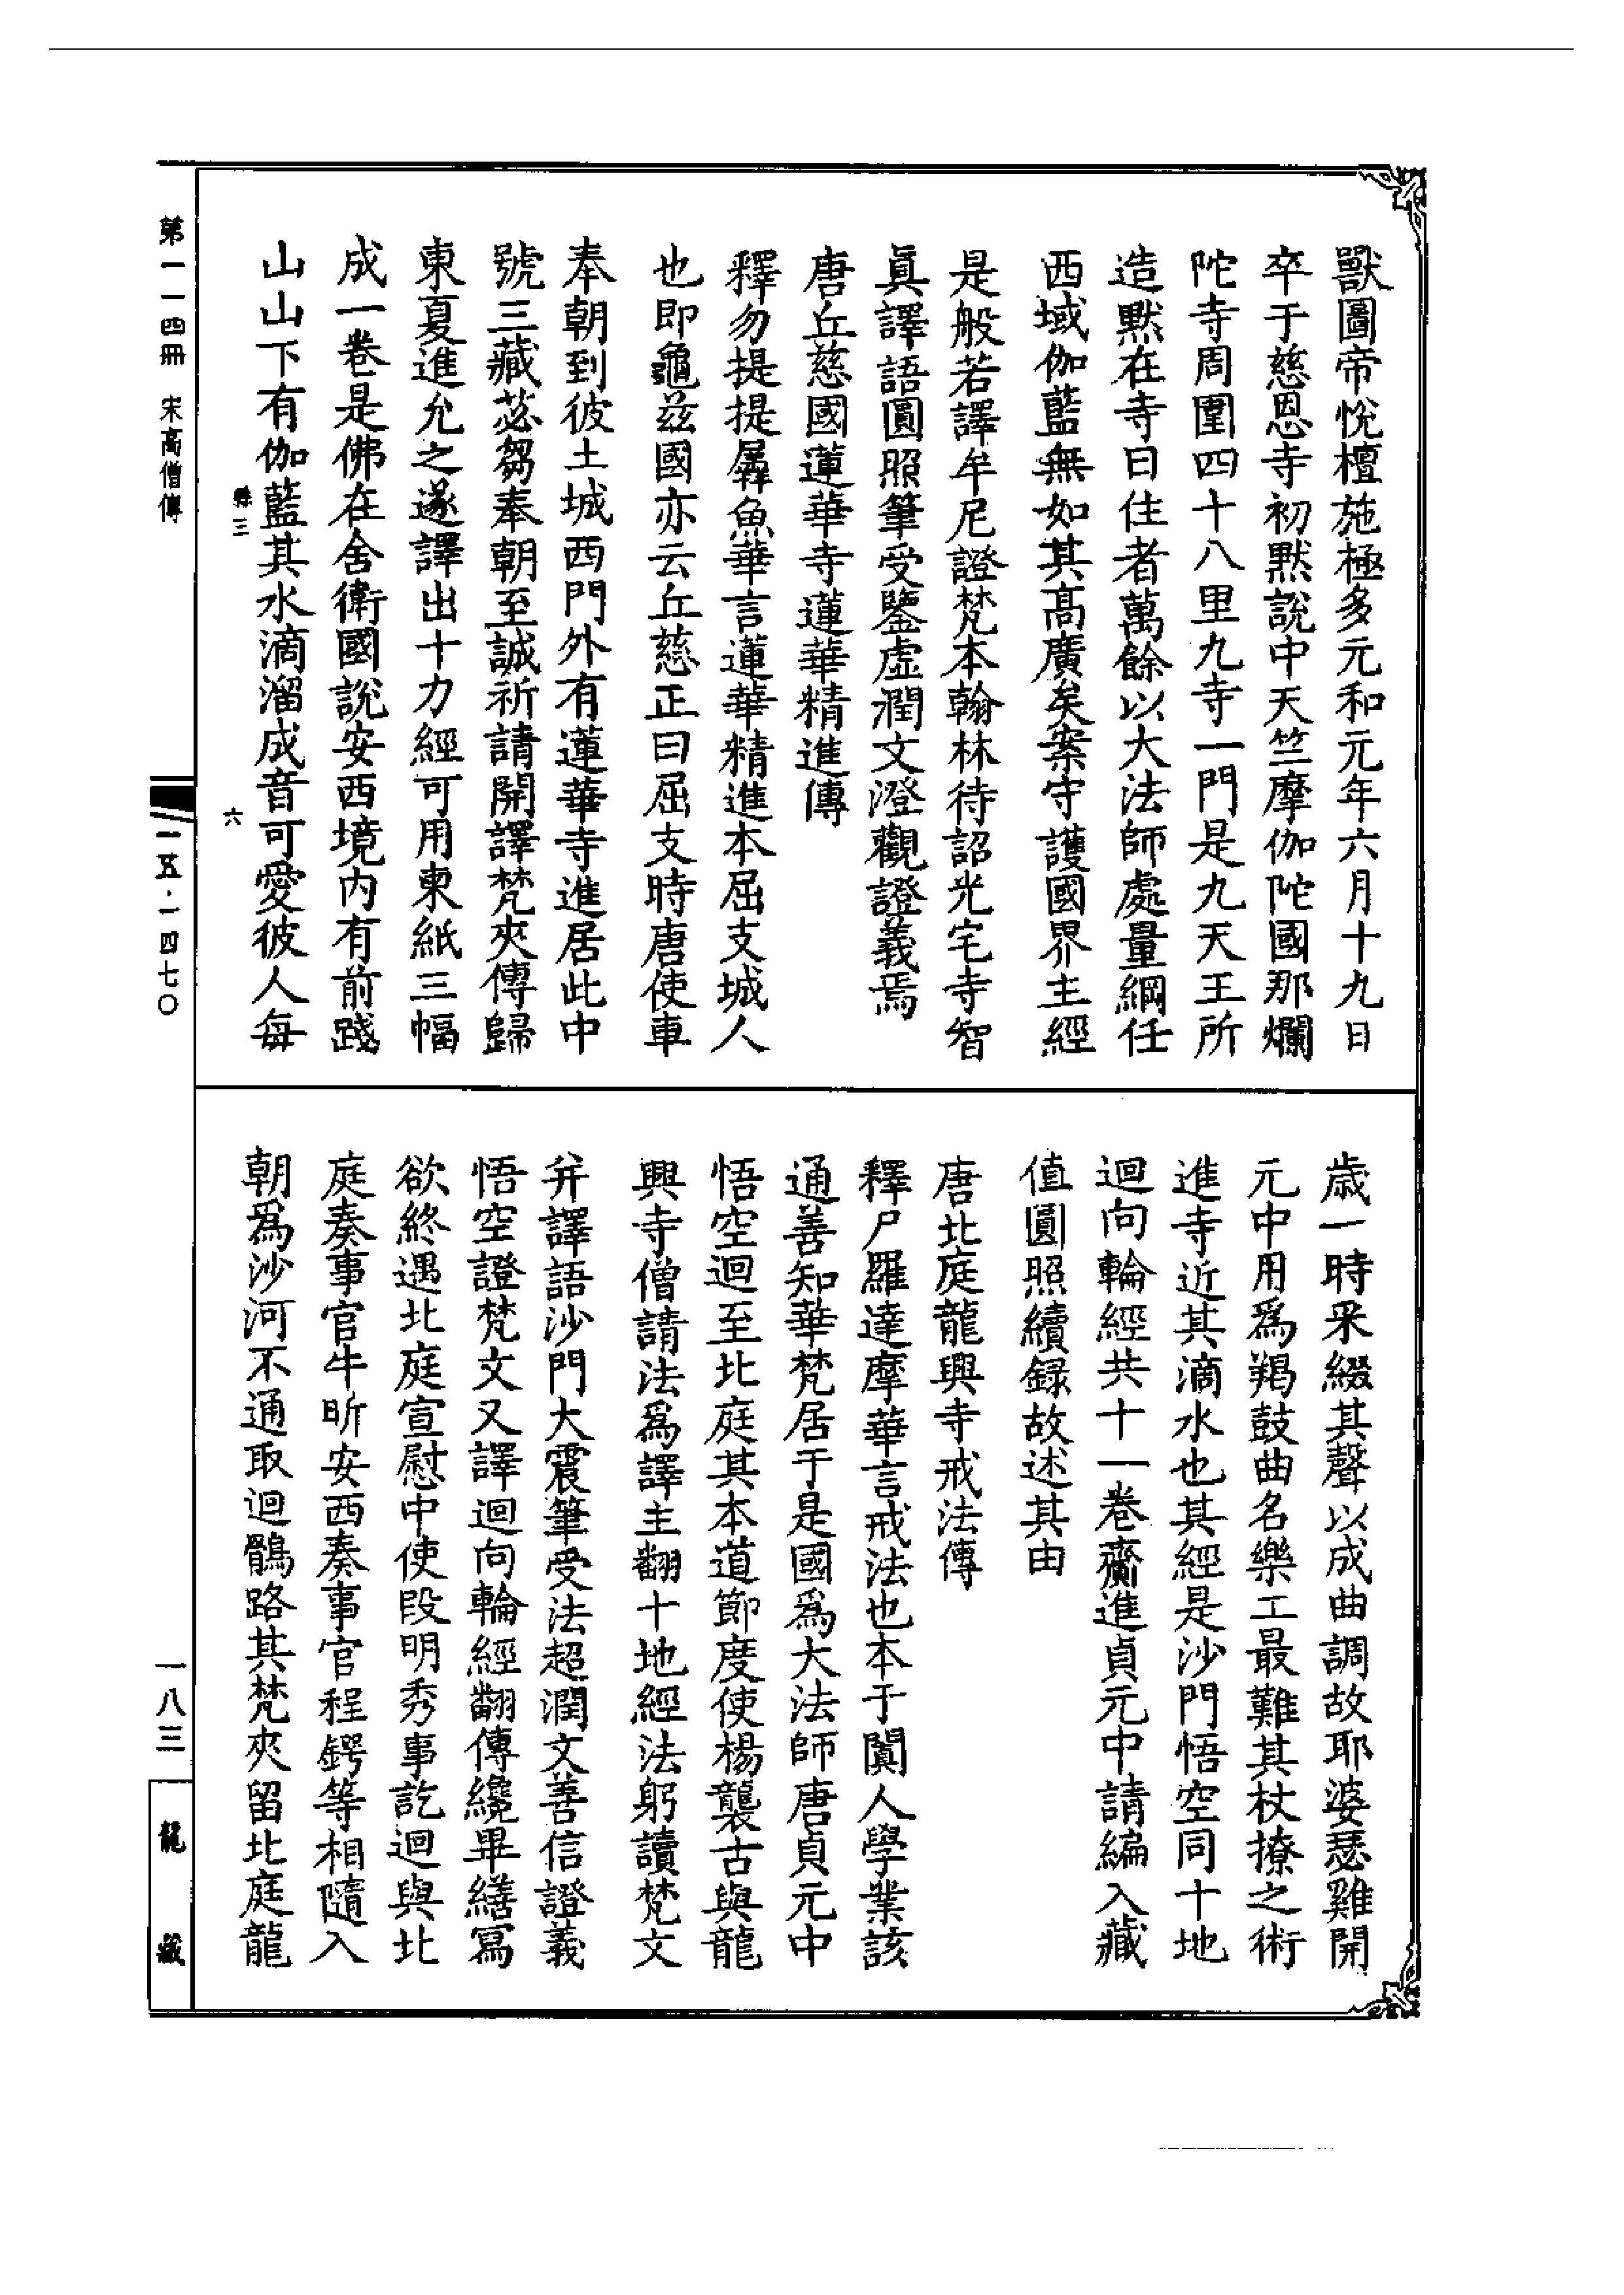 獸圖帝悅檀施極多元和元年六月十九日
卒于慈恩寺初默說中天竺摩伽陀國那爛
陀寺周圍四十八里九寺一門是九天王所
造默在寺日住者萬餘以大法師處量綱任
西域伽藍無如其高廣矣案守護國界主經
是般若譯牟尼證梵本翰林待詔光宅寺智
真譯語圓照筆受鑒虛潤文澄觀證義焉
唐丘慈國蓮華寺蓮華精進傳
釋勿提提羼魚華言蓮華精進本屈支城人
也即龜茲國亦云丘慈正曰屈支時唐使車
奉朝到彼土城西門外有蓮華寺進居此中
號三藏苾芻奉朝至誠祈請開譯梵夾傳歸
東夏進允之遂譯出十力經可用東紙三幅
成一卷是佛在舍衛國說安西境內有前踐
山山下有伽藍其水滴溜成音可愛彼人每
歲一時采綴其聲以成曲調故耶婆瑟雞開
元中用爲羯鼓曲名樂工最難其杖撩之術
進寺近其滴水也其經是沙門悟空同十地
迴向輪經共十一卷齎進貞元中請編入藏
值圓照續録故述其由
唐北庭龍興寺戒法傳
釋尸羅達摩華言戒法也本于闐人學業該
通善知華梵居于是國爲大法師唐貞元中
悟空迴至北庭其本道節度使楊襲古與龍
興寺僧請法爲譯主翻十地經法躬讀梵文
并譯語沙門大震筆受法超潤文善信證義
悟空證梵文又譯迴向輪經翻傳纔畢繕寫
欲終遇北庭宣慰中使段明秀事訖迴與北
庭奏事官牛昕安西奏事官程鍔等相隨入
朝爲沙河不通取迴鶻路其梵夾留北庭龍
三
六
第一一四冊 宋高僧傳
一五·一四七〇
一八三
龍藏